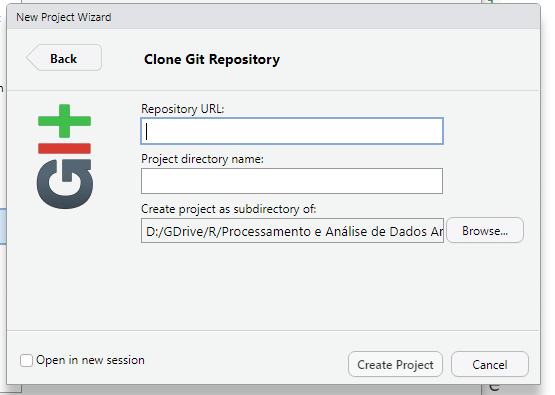 New Project Wizard
Back
Clone Git Repository
Repository URL:
GIt
Project directory name:
Create project as subdirectory of:
D:/GDrive/R/Processamento e Análise de Dados Ar
Browse...
Open in new session
Create Project
Cancel